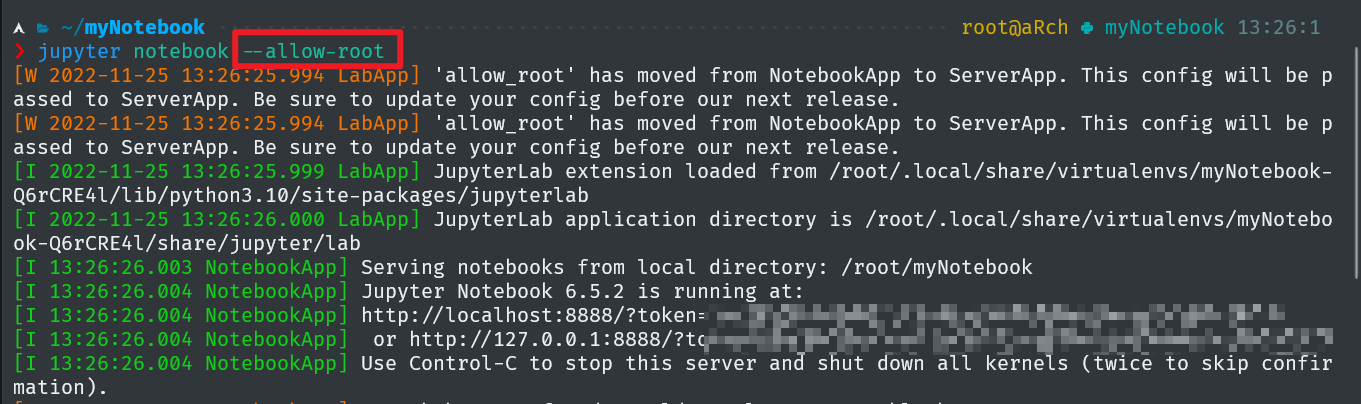 ~/myNotebook root@aRch myNotebook 13:26:1
❯ jupyter notebook --allow-root
[W 2022-11-25 13:26:25.994 LabApp] 'allow_root' has moved from NotebookApp to ServerApp. This config will be p
assed to ServerApp. Be sure to update your config before our next release.
[W 2022-11-25 13:26:25.994 LabApp] 'allow_root' has moved from NotebookApp to ServerApp. This config will be p
assed to ServerApp. Be sure to update your config before our next release.
[I 2022-11-25 13:26:25.999 LabApp] JupyterLab extension loaded from /root/.local/share/virtualenvs/myNotebook-
Q6rCRE4l/lib/python3.10/site-packages/jupyterlab
[I 2022-11-25 13:26:26.000 LabApp] JupyterLab application directory is /root/.local/share/virtualenvs/myNotebo
ok-Q6rCRE4l/share/jupyter/lab
[I 13:26:26.003 NotebookApp] Serving notebooks from local directory: /root/myNotebook
[I 13:26:26.004 NotebookApp] Jupyter Notebook 6.5.2 is running at:
[I 13:26:26.004 NotebookApp] http://localhost:8888/?token=
[I 13:26:26.004 NotebookApp]  or http://127.0.0.1:8888/?to
[I 13:26:26.004 NotebookApp] Use Control-C to stop this server and shut down all kernels (twice to skip confir
mation).